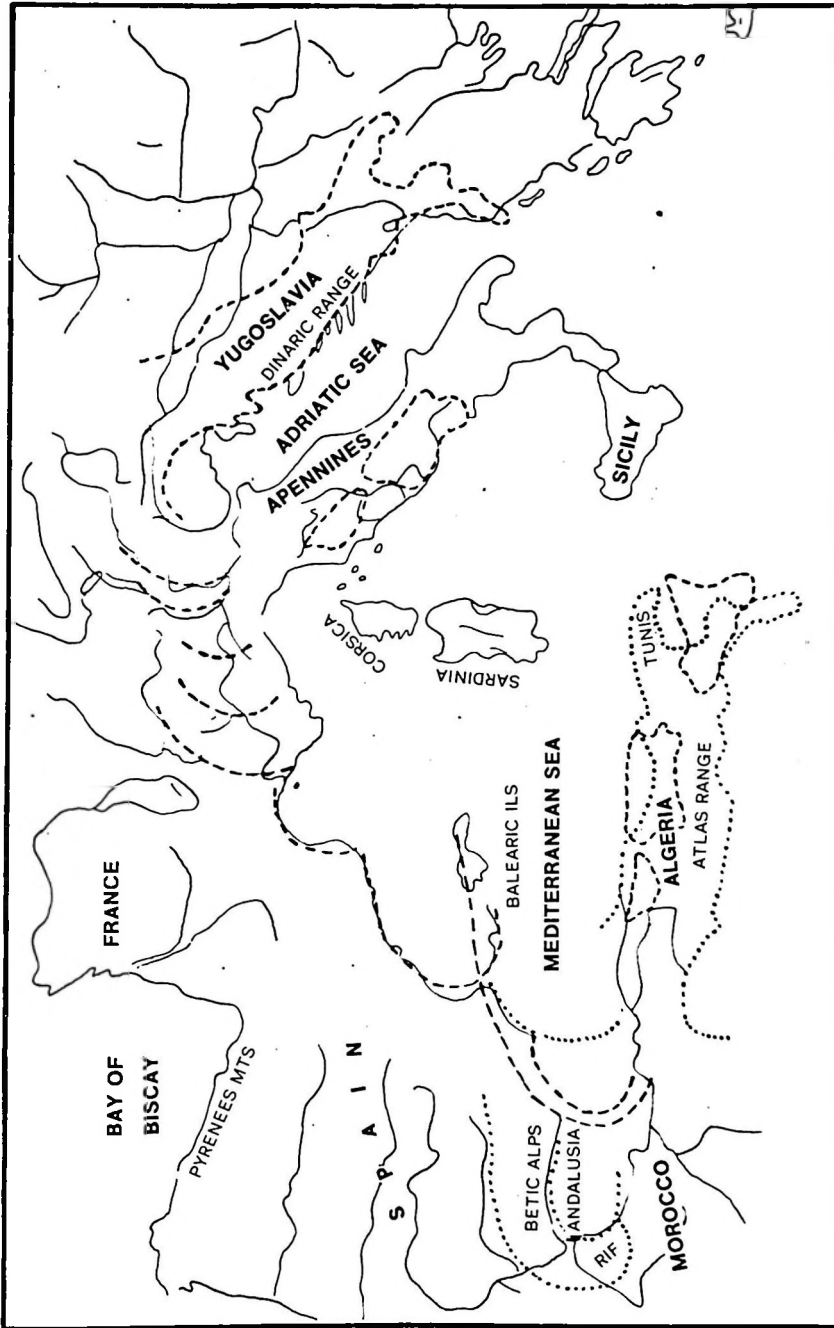 BAY OF
BISCAY
FRANCE
PYRENEES MTS
S P A I N
BETIC ALPS
ANDALUSIA
RIF
MOROCCO
BALEARIC ILS
MEDITERRANEAN SEA
ALGERIA
ATLAS RANGE
TUNIS
CORSICA
SARDINIA
SICILY
APENNINES
ADRIATIC SEA
DINARIC RANGE
YUGOSLAVIA